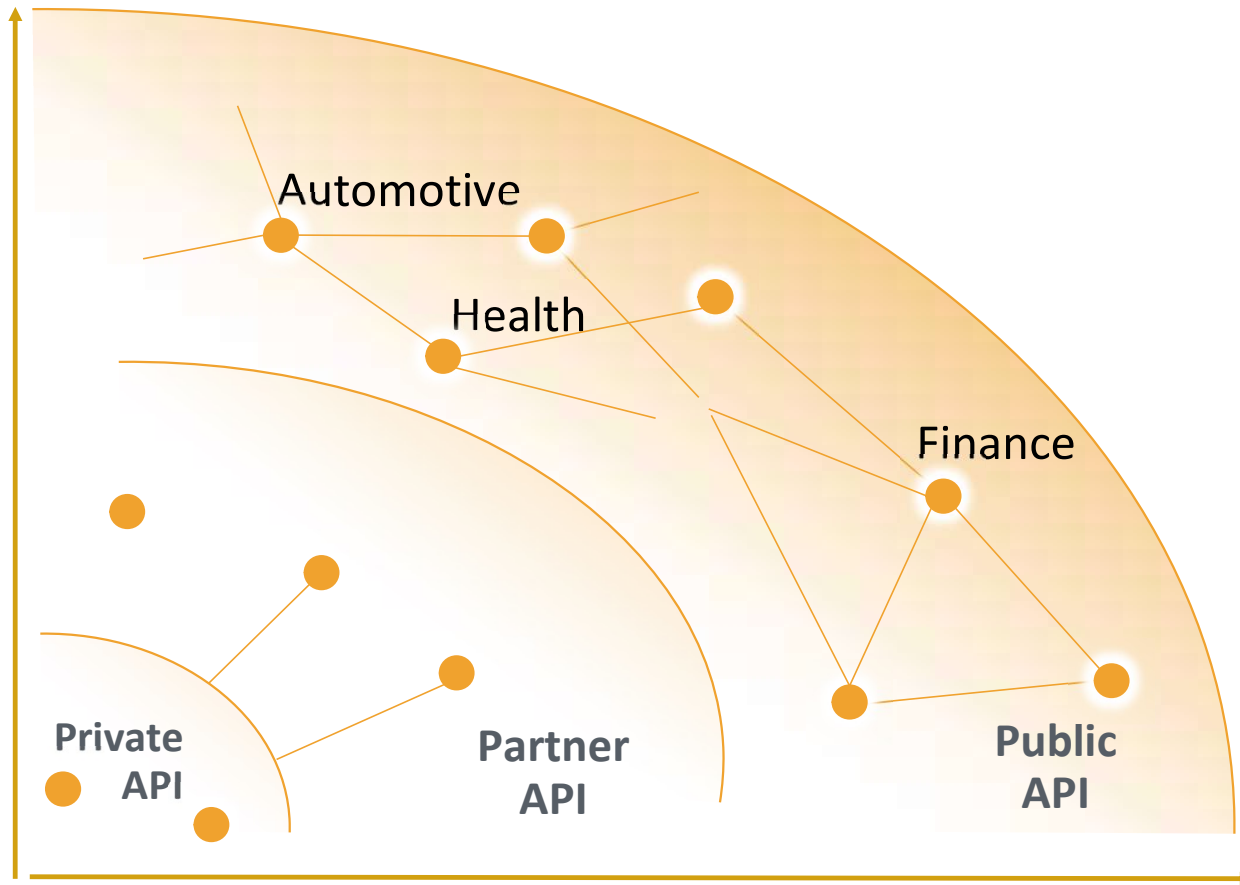 Automotive
Health
Finance
Private
API
Partner
API
Public
API